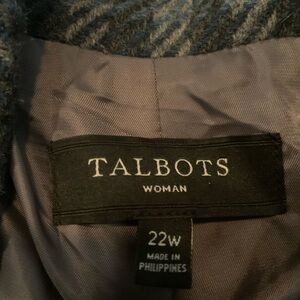 TALBOTS
WOMAN
22W
MADE IN
PHILIPPINES